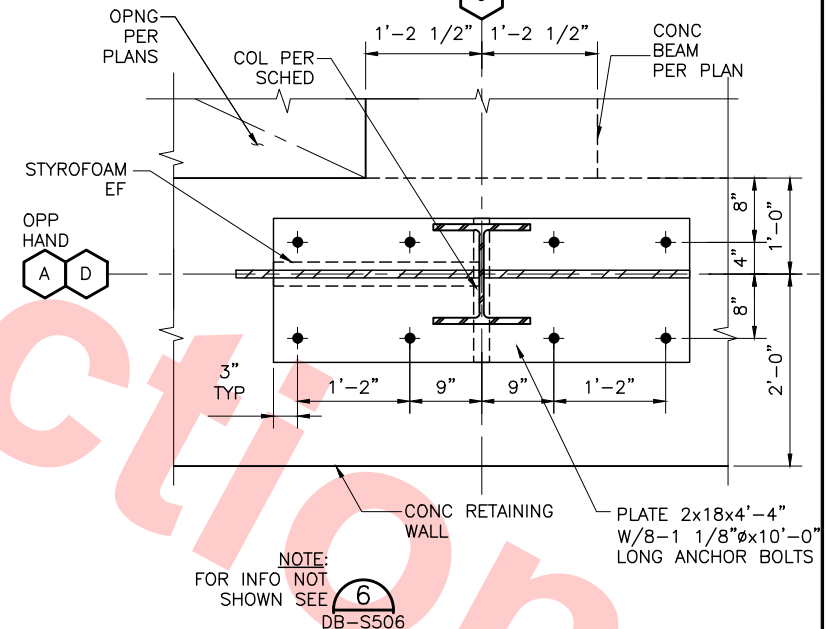 OPNG
PER
PLANS
1'-2 1/2"
1'-2 1/2"
COL PER
SCHED
CONC
BEAM
PER PLAN
STYROFOAM
EF
OPP
HAND
A D
8"
1'-0"
4"
8"
2'-0"
3"
TYP
1'-2"
9"
9"
1'-2"
CONC RETAINING
WALL
PLATE 2x18x4'-4"
W/8-1 1/8"øx10'-0"
LONG ANCHOR BOLTS
NOTE:
FOR INFO NOT
SHOWN SEE
6
DB-S506
ction